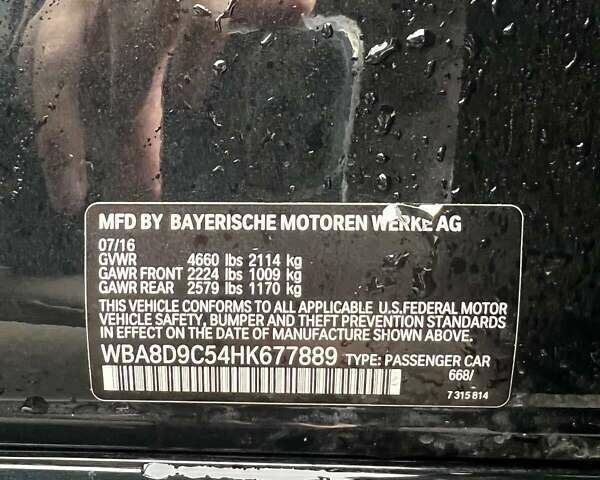 MFD BY BAYERISCHE MOTOREN WERKE AG
07/16
GVWR 4660 lbs 2114 kg
GAWR FRONT 2224 lbs 1009 kg
GAWR REAR 2579 lbs 1170 kg
THIS VEHICLE CONFORMS TO ALL APPLICABLE U.S.FEDERAL MOTOR
VEHICLE SAFETY, BUMPER AND THEFT PREVENTION STANDARDS
IN EFFECT ON THE DATE OF MANUFACTURE SHOWN ABOVE.
WBA8D9C54HK677889 TYPE: PASSENGER CAR
668/
7 315 814